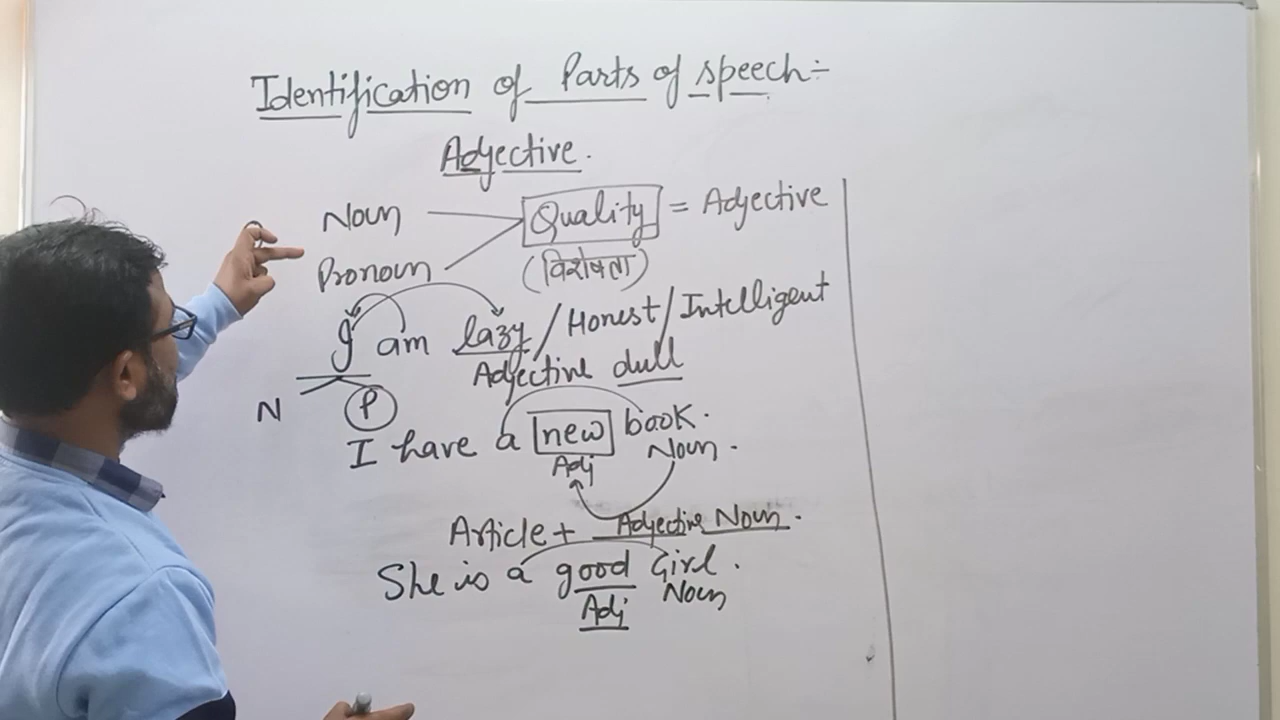 Identification of Parts of speech:-
Adjective.
Noun
Quality = Adjective
Pronoun
(विशेषता)
I am lazy / Honest / Intelligent
Adjective dull
N P
I have a new book.
Adj Noun.
Article + Adjective Noun.
She is a good Girl.
Adj Noun